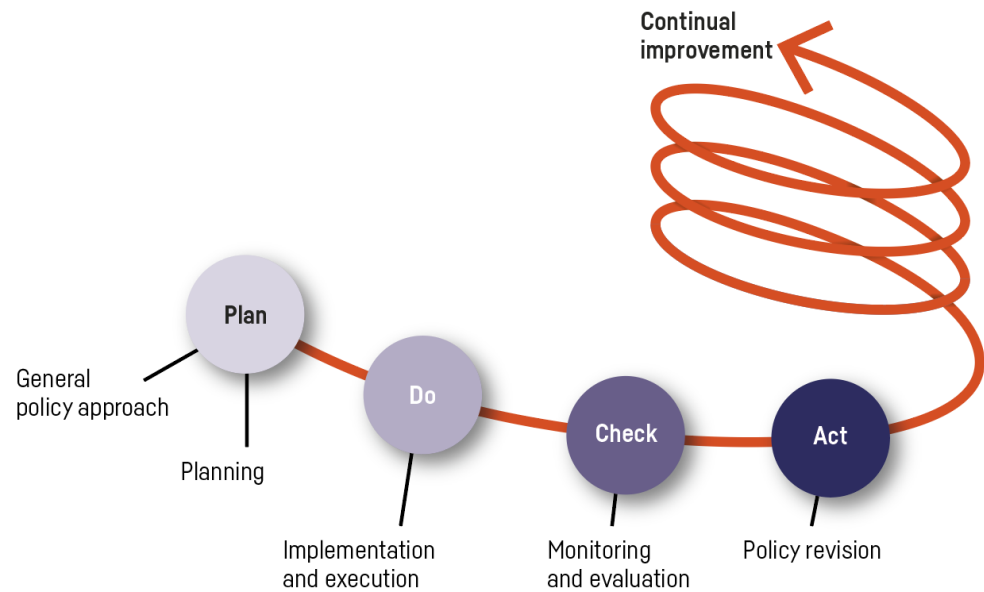 Continual
improvement
Plan
General
policy approach
Planning
Do
Implementation
and execution
Check
Monitoring
and evaluation
Act
Policy revision